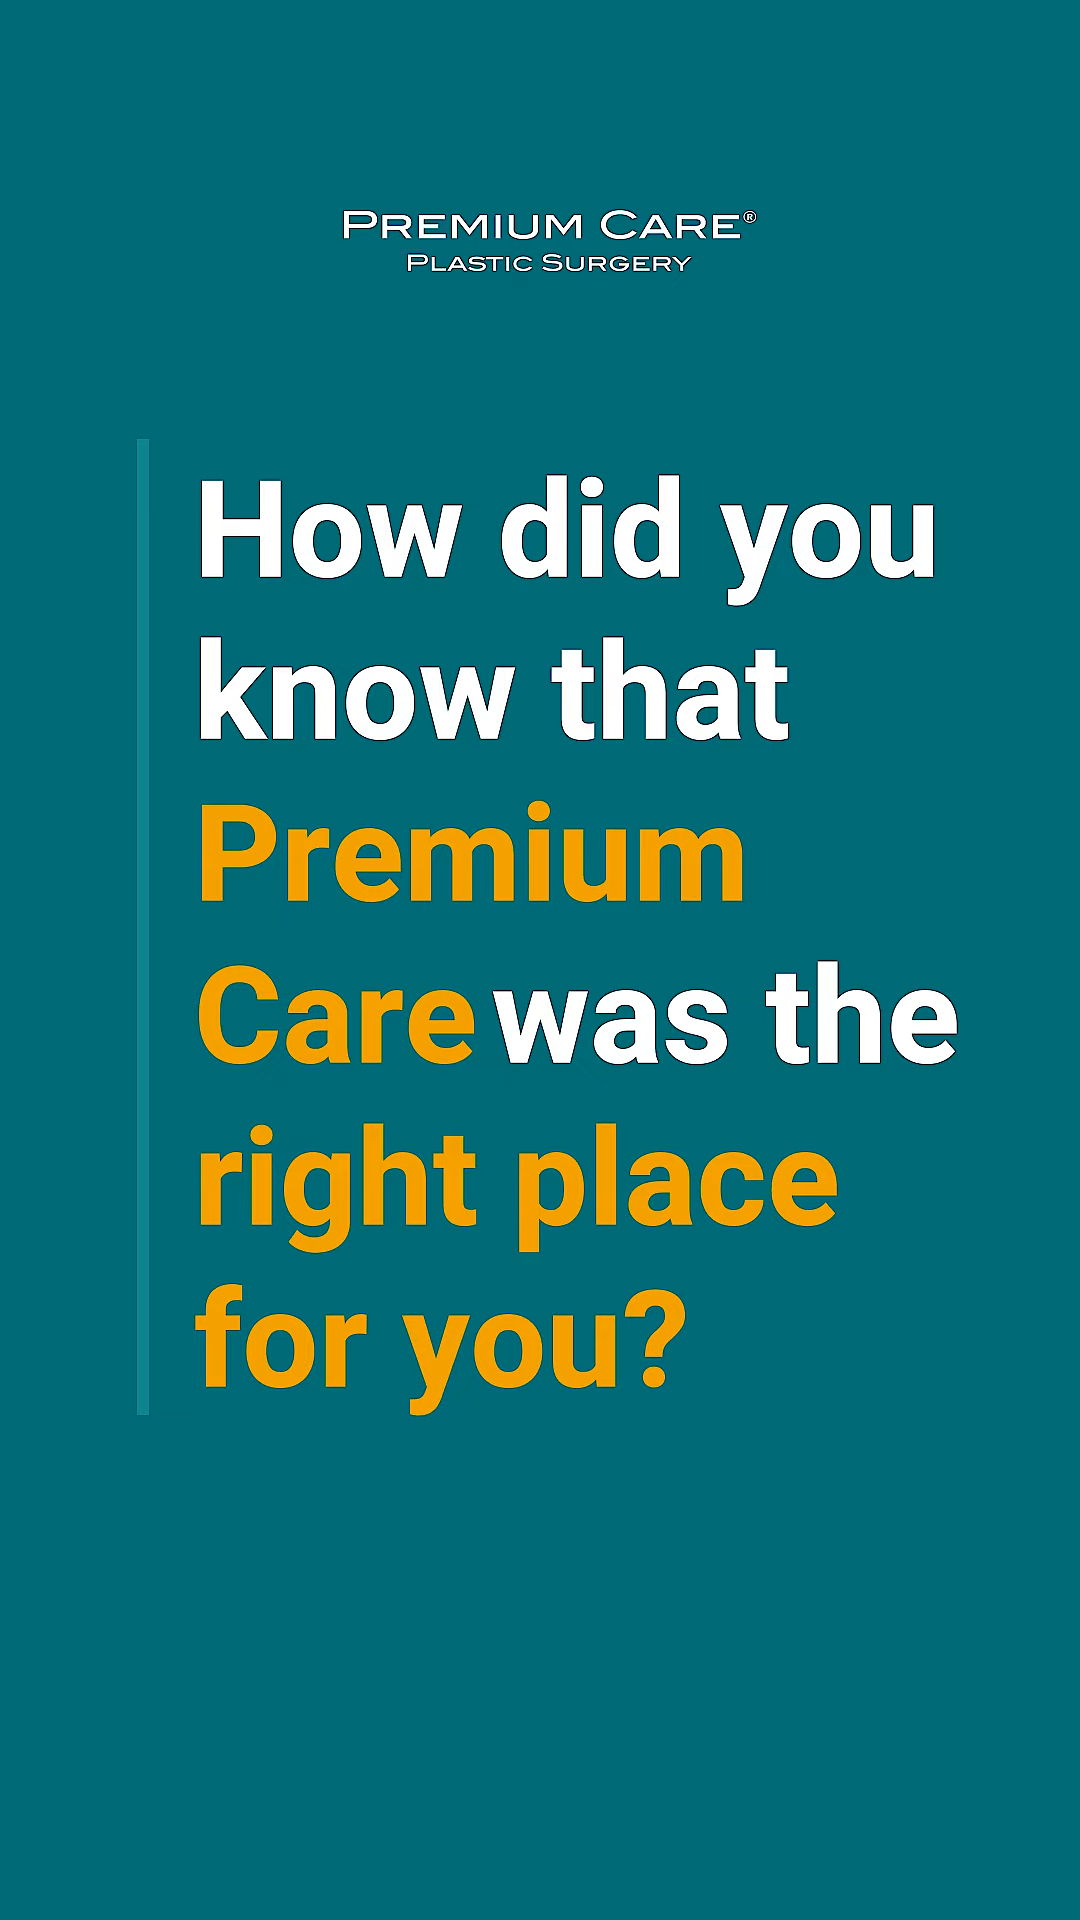 PREMIUM CARE®
PLASTIC SURGERY
How did you
know that
Premium
Care was the
right place
for you?